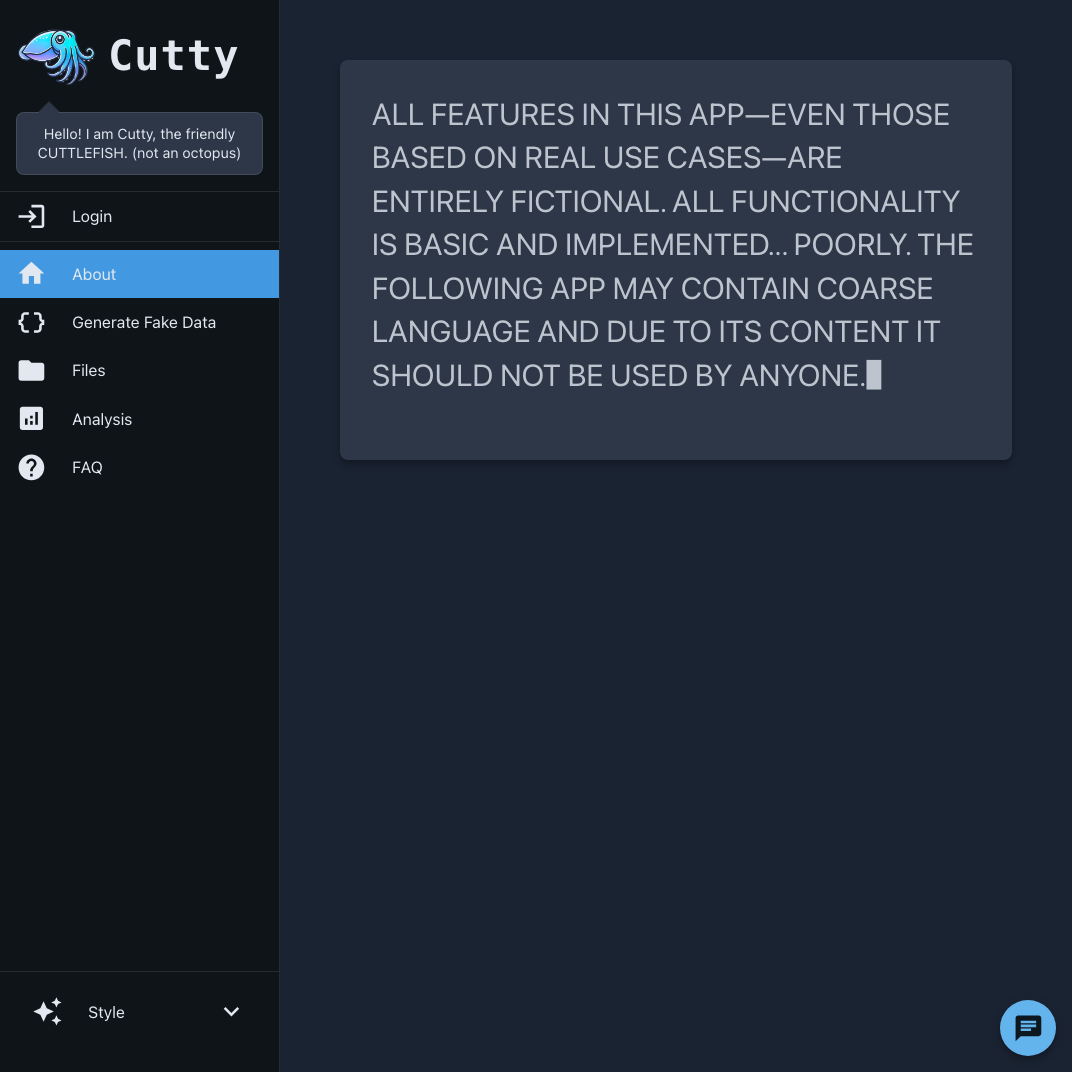 Cutty
Hello! I am Cutty, the friendly
CUTTLEFISH. (not an octopus)
Login
About
Generate Fake Data
Files
Analysis
FAQ
Style
ALL FEATURES IN THIS APP—EVEN THOSE
BASED ON REAL USE CASES—ARE
ENTIRELY FICTIONAL. ALL FUNCTIONALITY
IS BASIC AND IMPLEMENTED... POORLY. THE
FOLLOWING APP MAY CONTAIN COARSE
LANGUAGE AND DUE TO ITS CONTENT IT
SHOULD NOT BE USED BY ANYONE.